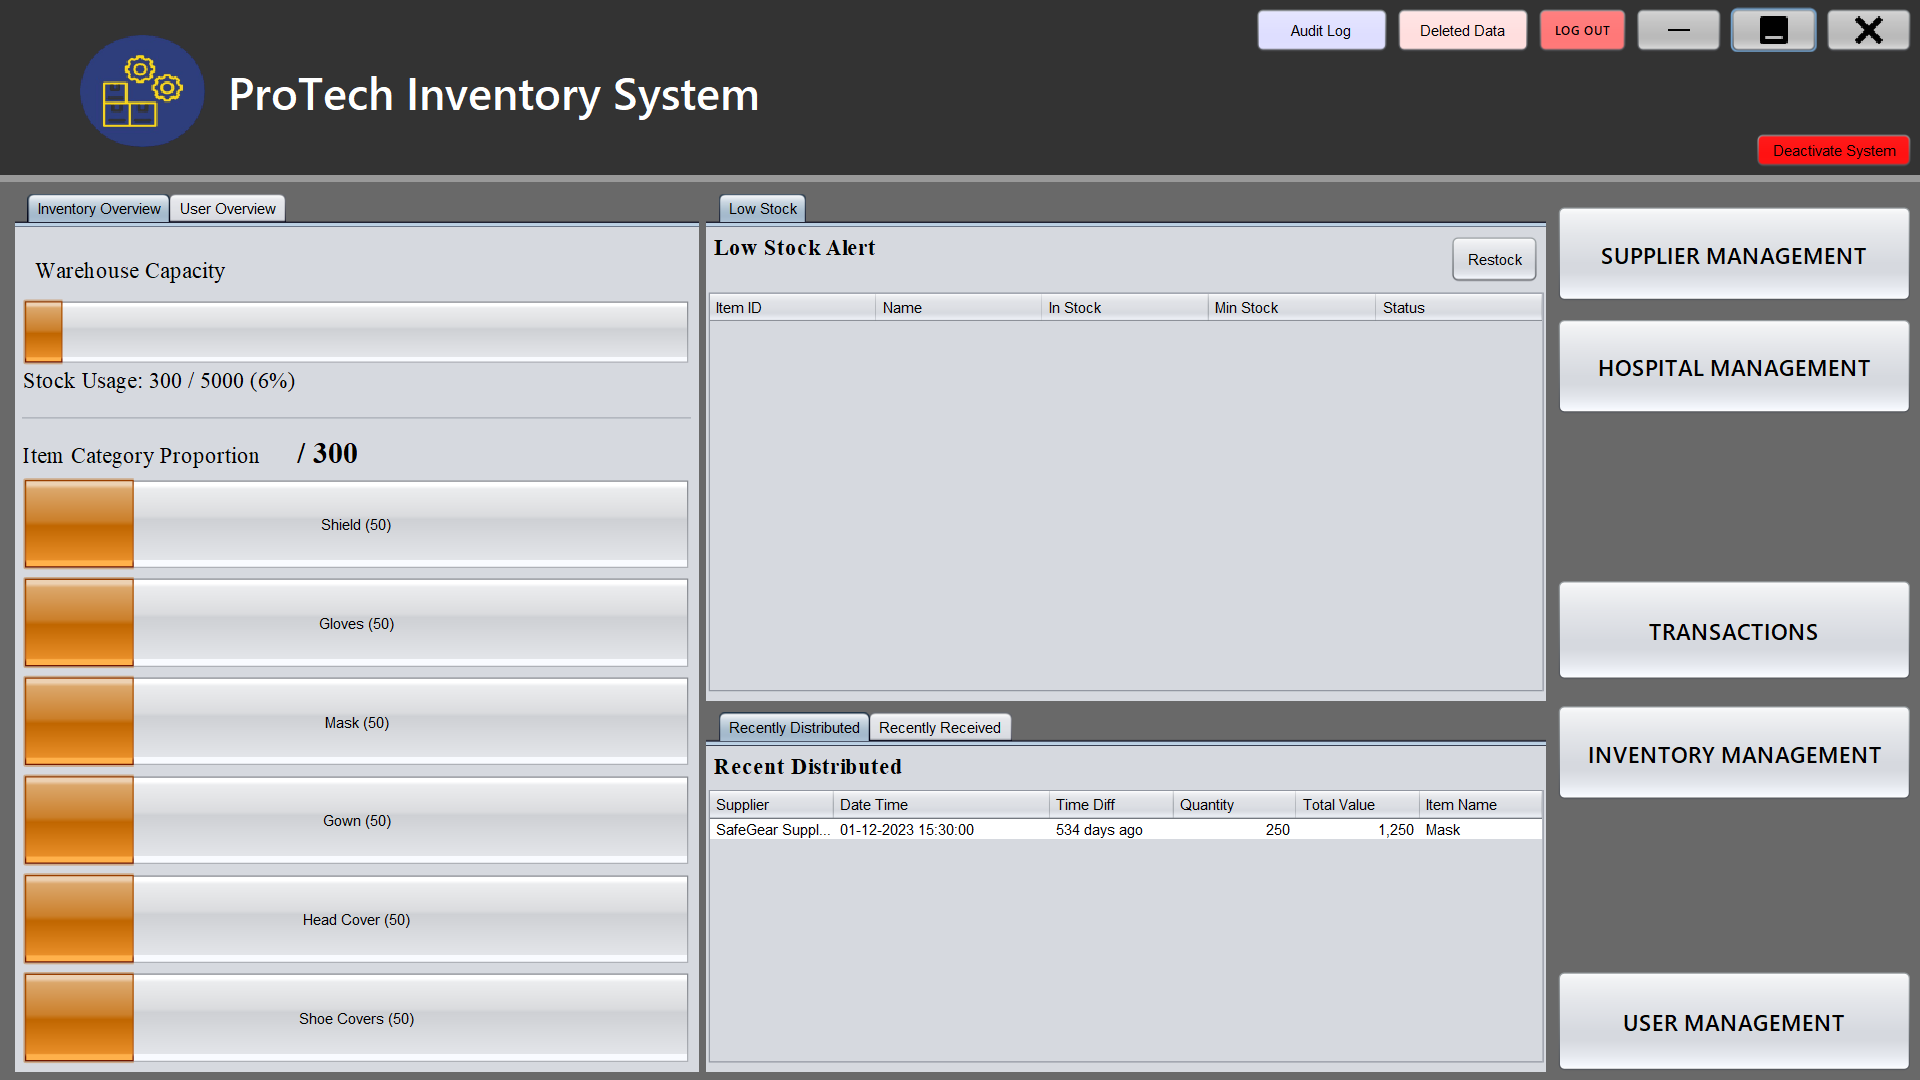 Audit Log
Deleted Data
LOG OUT
ProTech Inventory System
Deactivate System
Inventory Overview
User Overview
Warehouse Capacity
Stock Usage: 300 / 5000 (6%)
Item Category Proportion / 300
Shield (50)
Gloves (50)
Mask (50)
Gown (50)
Head Cover (50)
Shoe Covers (50)
Low Stock
Low Stock Alert
Restock
Item ID Name In Stock Min Stock Status
Recently Distributed
Recently Received
Recent Distributed
Supplier Date Time Time Diff Quantity Total Value Item Name
SafeGear Suppl... 01-12-2023 15:30:00 534 days ago 250 1,250 Mask
SUPPLIER MANAGEMENT
HOSPITAL MANAGEMENT
TRANSACTIONS
INVENTORY MANAGEMENT
USER MANAGEMENT